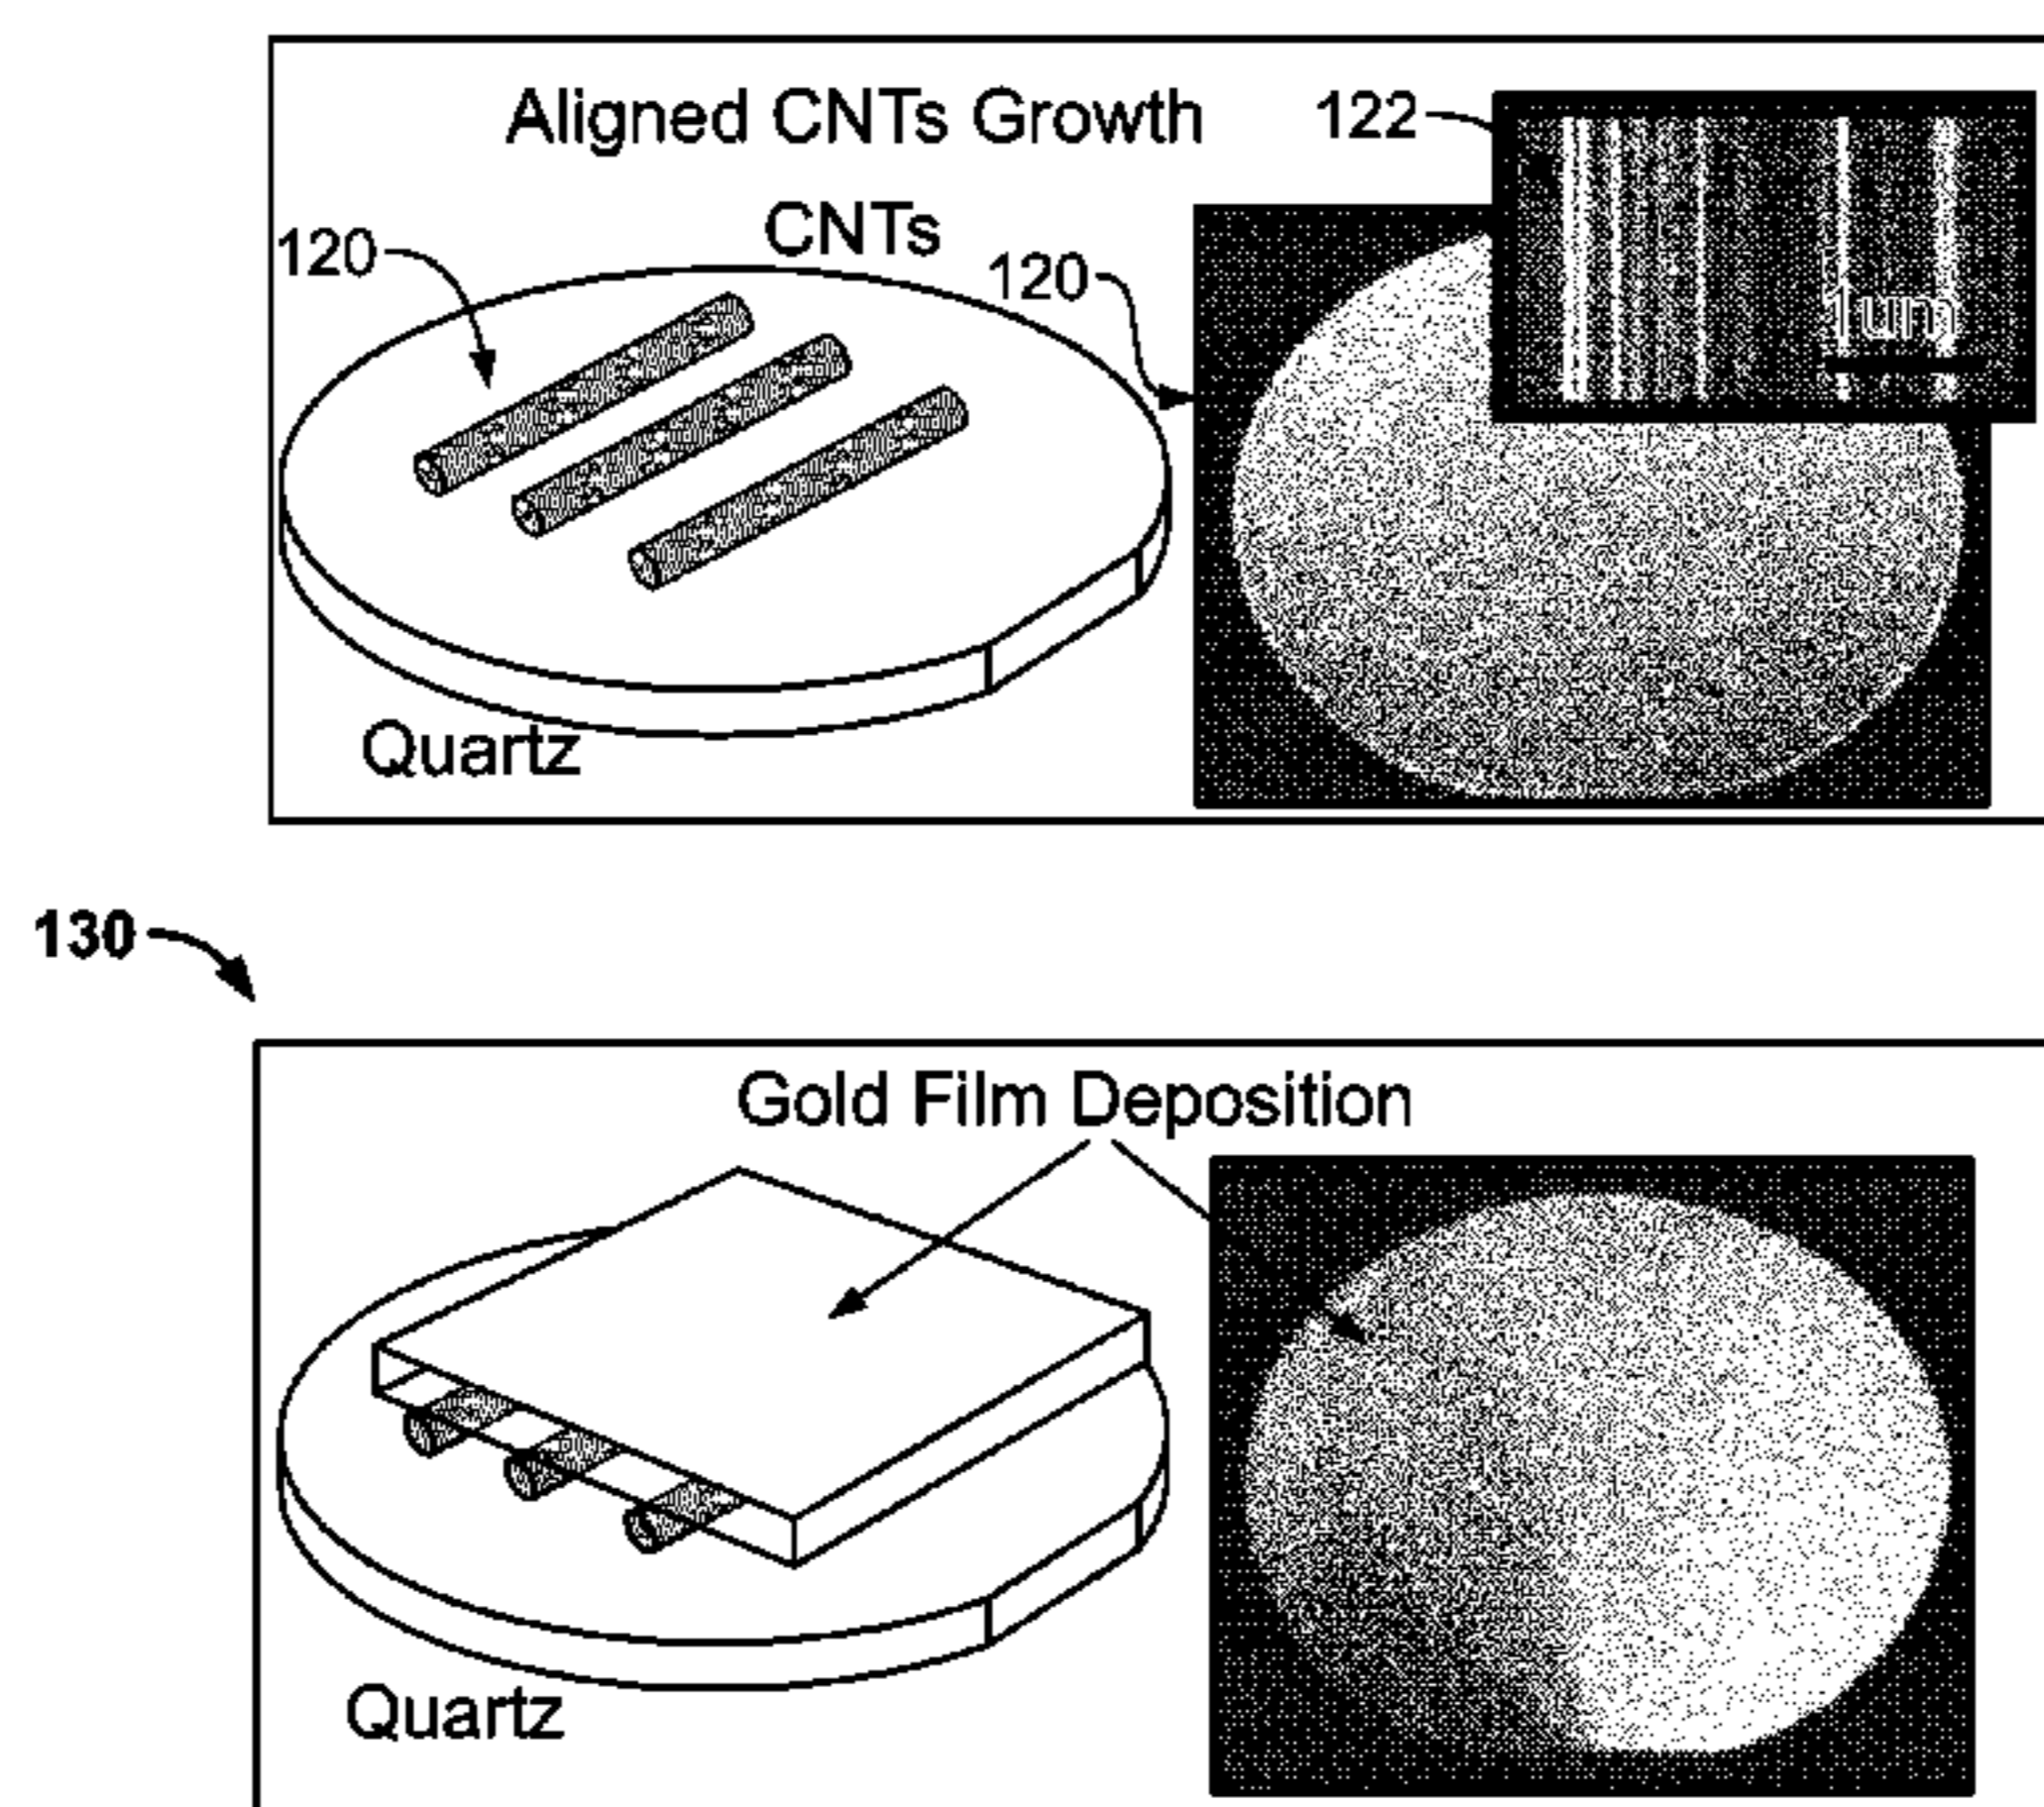 Aligned CNTs Growth
122
CNTs
120
120
1um
Quartz
130
Gold Film Deposition
Quartz